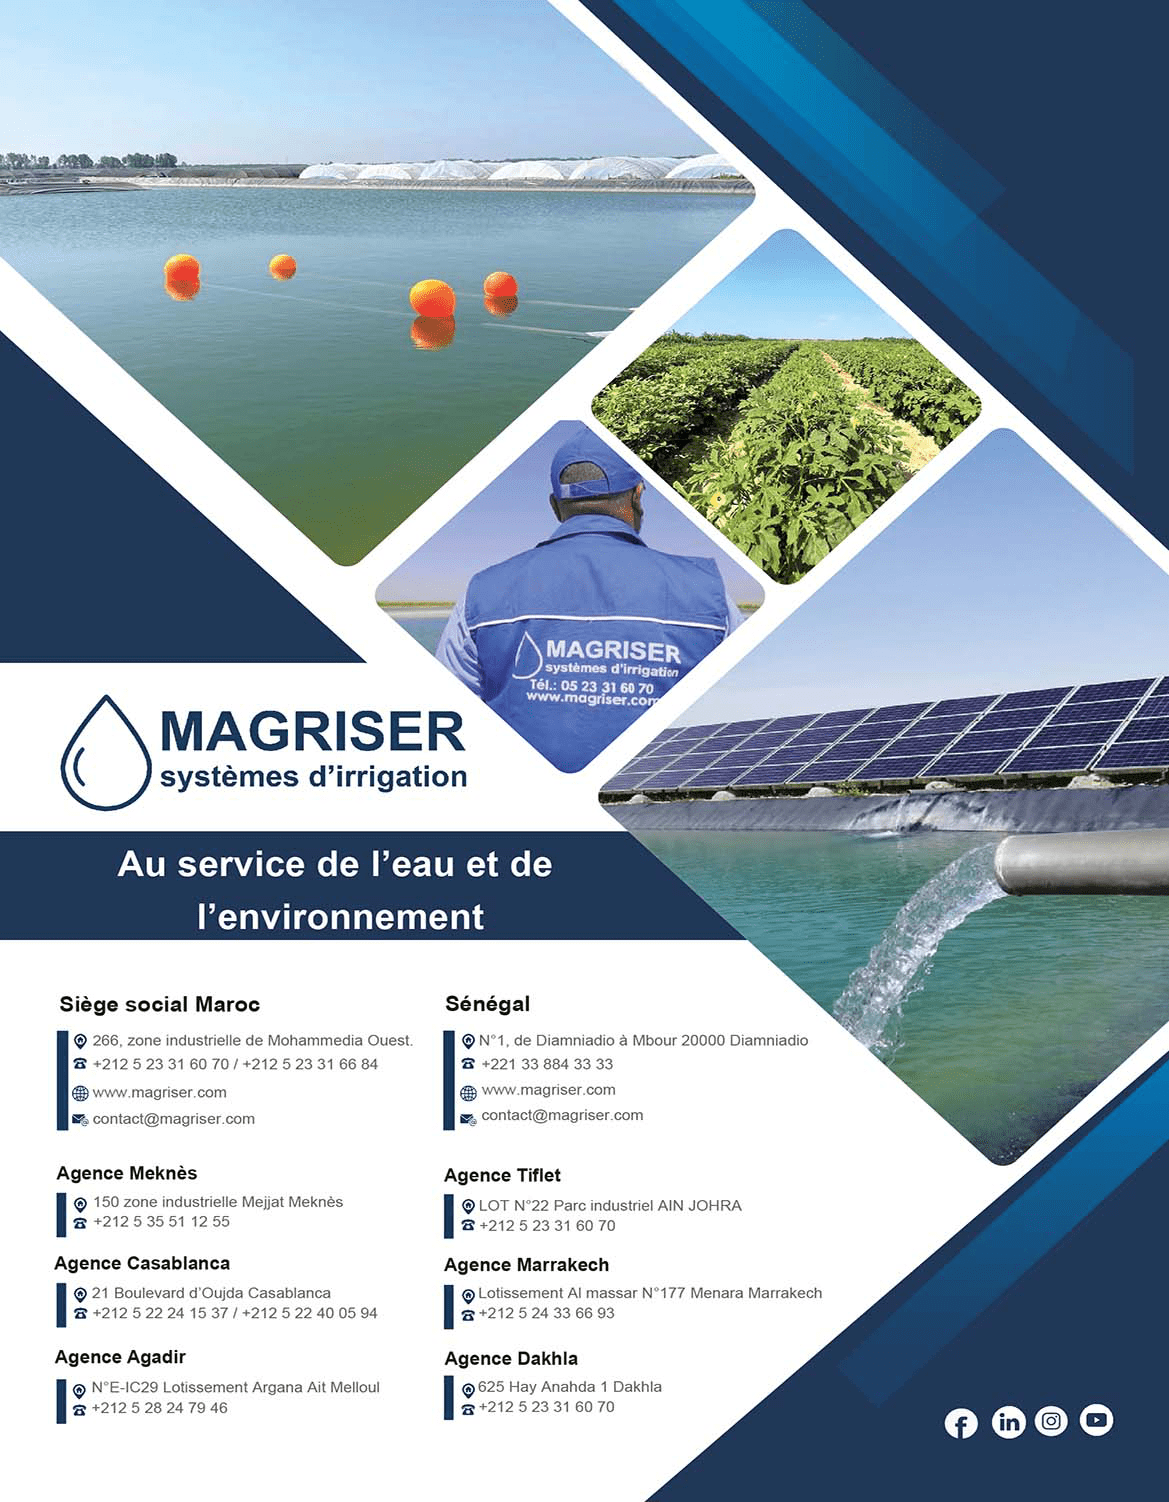 MAGRISER
systèmes d'irrigation
Tél.: 05 23 31 60 70
www.magriser.com
MAGRISER
systèmes d'irrigation
Au service de l'eau et de
l'environnement
Siège social Maroc
266, zone industrielle de Mohammedia Ouest.
+212 5 23 31 60 70 / +212 5 23 31 66 84
www.magriser.com
contact@magriser.com
Sénégal
N°1, de Diamniadio à Mbour 20000 Diamniadio
+221 33 884 33 33
www.magriser.com
contact@magriser.com
Agence Meknès
150 zone industrielle Mejjat Meknès
+212 5 35 51 12 55
Agence Tiflet
LOT N°22 Parc industriel AIN JOHRA
+212 5 23 31 60 70
Agence Casablanca
21 Boulevard d'Oujda Casablanca
+212 5 22 24 15 37 / +212 5 22 40 05 94
Agence Marrakech
Lotissement Al massar N°177 Menara Marrakech
+212 5 24 33 66 93
Agence Agadir
N°E-IC29 Lotissement Argana Ait Melloul
+212 5 28 24 79 46
Agence Dakhla
625 Hay Anahda 1 Dakhla
+212 5 23 31 60 70